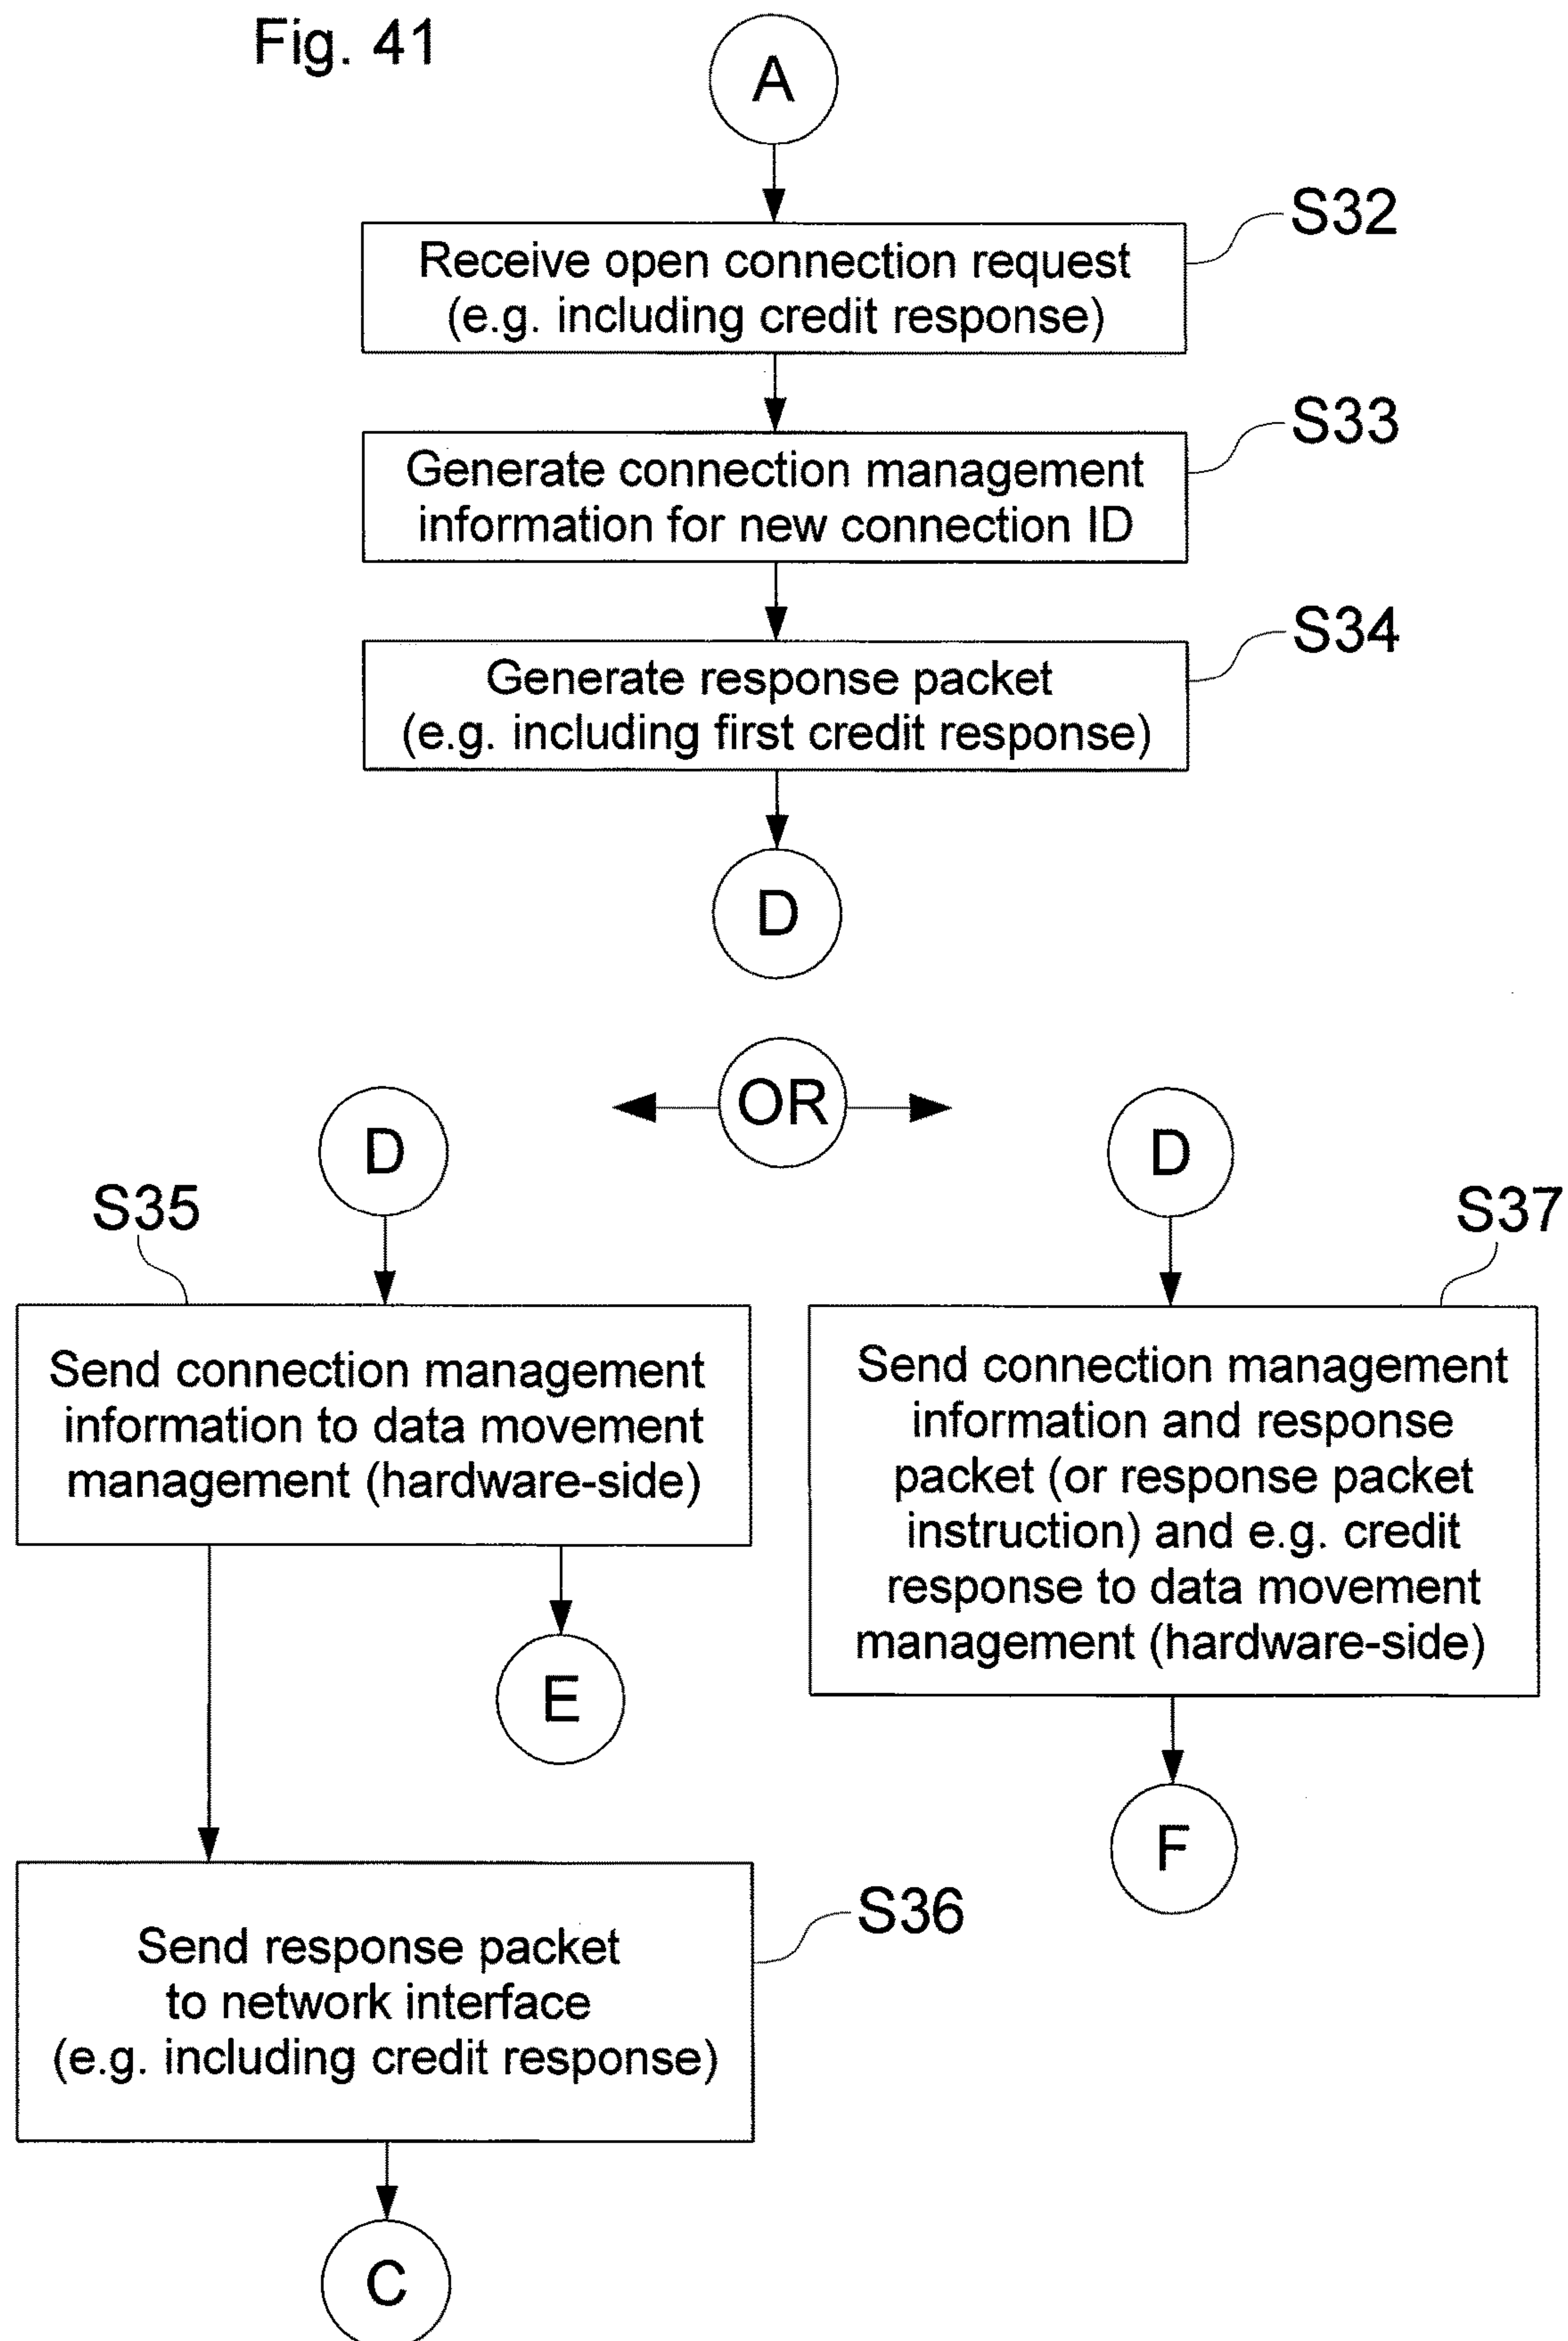 Fig. 41
A
S32
Receive open connection request
(e.g. including credit response)
S33
Generate connection management
information for new connection ID
S34
Generate response packet
(e.g. including first credit response)
D
OR
D
D
S35
S37
Send connection management
information to data movement
management (hardware-side)
Send connection management
information and response
packet (or response packet
instruction) and e.g. credit
response to data movement
management (hardware-side)
E
F
S36
Send response packet
to network interface
(e.g. including credit response)
C